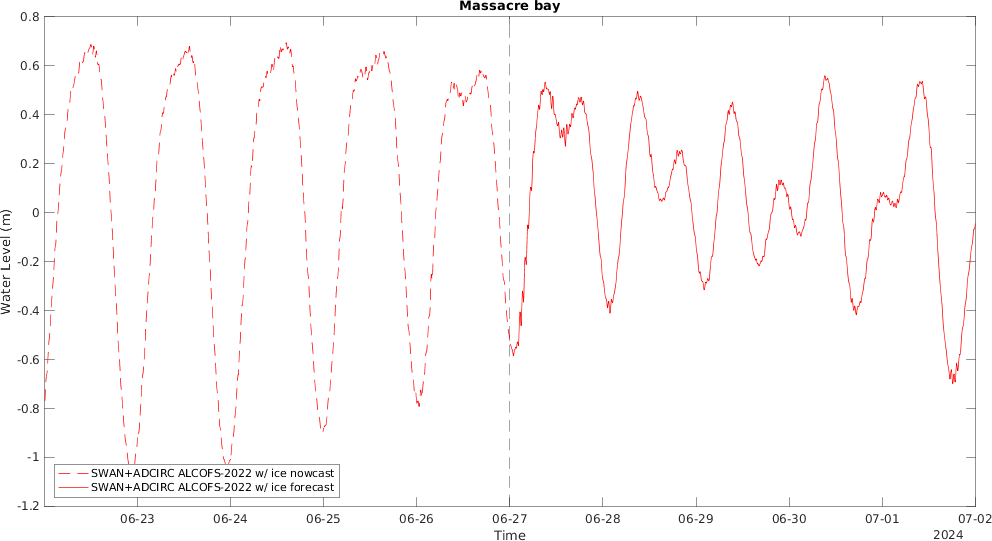 Massacre bay
0.8
0.6
0.4
0.2
0
-0.2
-0.4
-0.6
-0.8
-1
-1.2
Water Level (m)
SWAN+ADCIRC ALCOFS-2022 w/ ice nowcast
SWAN+ADCIRC ALCOFS-2022 w/ ice forecast
06-23 06-24 06-25 06-26 06-27 06-28 06-29 06-30 07-01 07-02
Time
2024